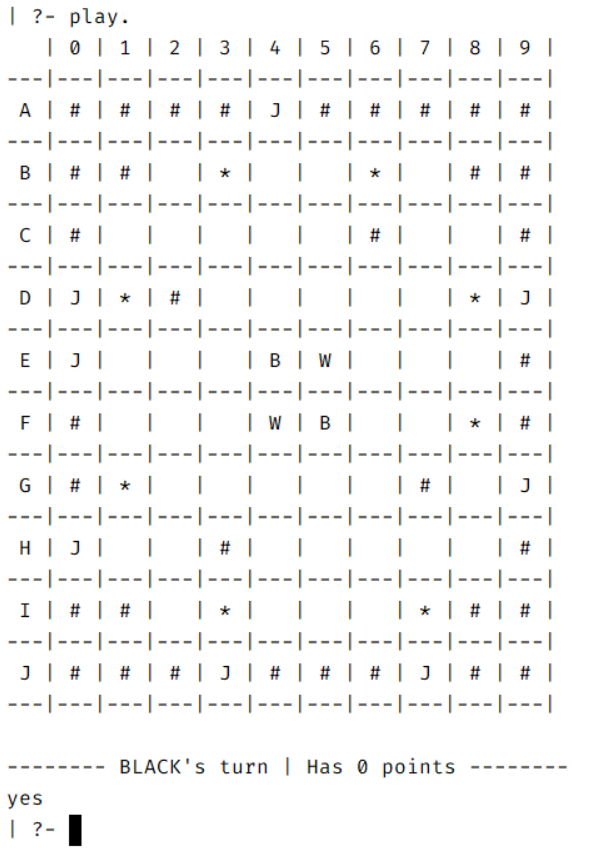 | ?- play.
   | 0 | 1 | 2 | 3 | 4 | 5 | 6 | 7 | 8 | 9 |
---|---|---|---|---|---|---|---|---|---|---|
 A | # | # | # | # | J | # | # | # | # | # |
---|---|---|---|---|---|---|---|---|---|---|
 B | # | # |   | * |   |   | * |   | # | # |
---|---|---|---|---|---|---|---|---|---|---|
 C | # |   |   |   |   |   | # |   |   | # |
---|---|---|---|---|---|---|---|---|---|---|
 D | J | * | # |   |   |   |   |   | * | J |
---|---|---|---|---|---|---|---|---|---|---|
 E | J |   |   |   | B | W |   |   |   | # |
---|---|---|---|---|---|---|---|---|---|---|
 F | # |   |   |   | W | B |   |   | * | # |
---|---|---|---|---|---|---|---|---|---|---|
 G | # | * |   |   |   |   |   | # |   | J |
---|---|---|---|---|---|---|---|---|---|---|
 H | J |   |   | # |   |   |   |   |   | # |
---|---|---|---|---|---|---|---|---|---|---|
 I | # | # |   | * |   |   |   | * | # | # |
---|---|---|---|---|---|---|---|---|---|---|
 J | # | # | # | J | # | # | # | J | # | # |
---|---|---|---|---|---|---|---|---|---|---|
-------- BLACK's turn | Has 0 points --------
yes
| ?-